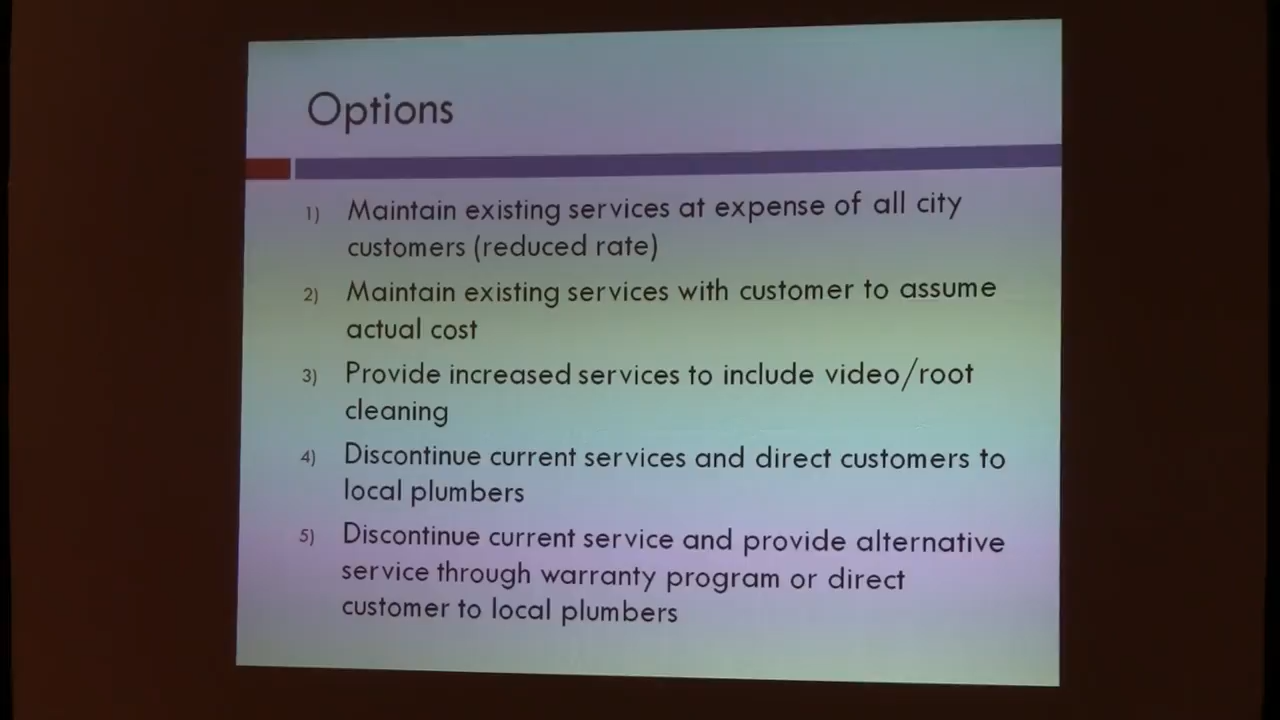 Options
1) Maintain existing services at expense of all city
customers (reduced rate)
2) Maintain existing services with customer to assume
actual cost
3) Provide increased services to include video/root
cleaning
4) Discontinue current services and direct customers to
local plumbers
5) Discontinue current service and provide alternative
service through warranty program or direct
customer to local plumbers